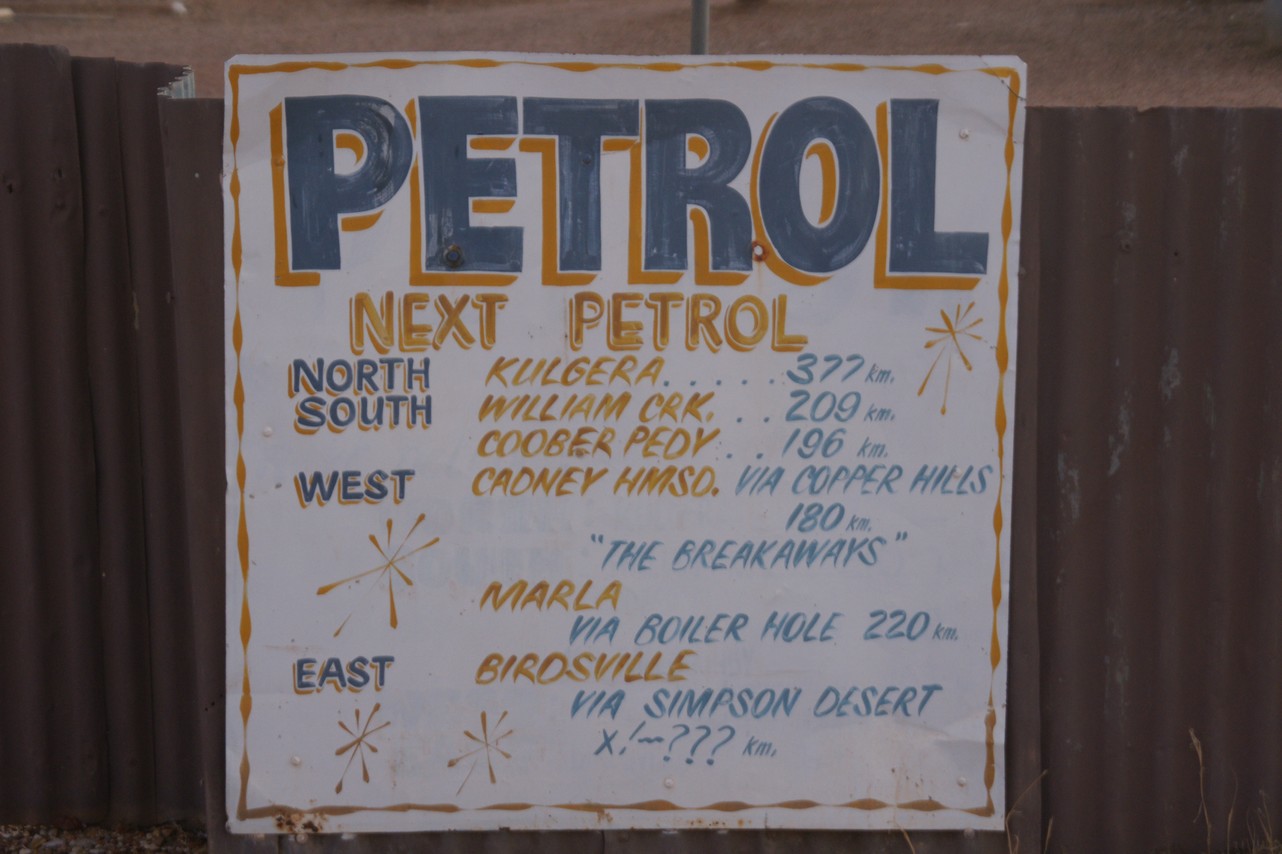 PETROL
NEXT PETROL
NORTH KULGERA..... 377 km.
SOUTH WILLIAM CRK. .. 209 km.
COOBER PEDY .. 196 km.
WEST CADNEY HMSD. VIA COPPER HILLS
180 km.
"THE BREAKAWAYS"
MARLA
VIA BOILER HOLE 220 km.
EAST BIRDSVILLE
VIA SIMPSON DESERT
X!~??? km.